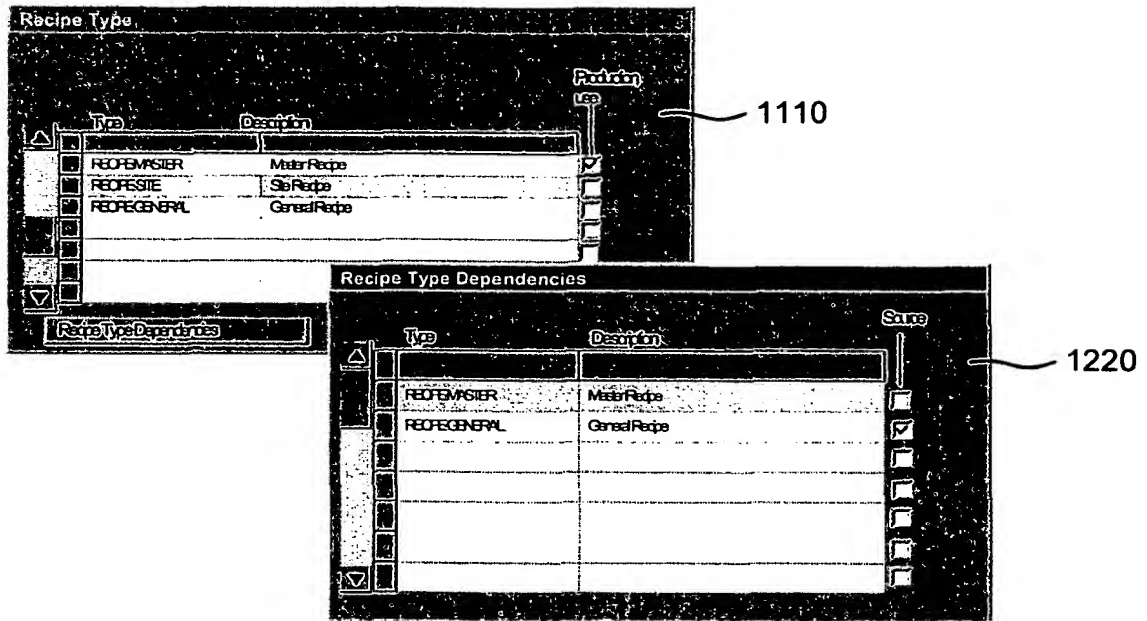 Recipe Type
Production
use
1110
Type Description
RECIPEMASTER Master Recipe
RECIPESITE Site Recipe
RECIPEGENERAL General Recipe
Recipe Type Dependencies
Recipe Type Dependencies
Source
Type Description
1220
RECIPEMASTER Master Recipe
RECIPEGENERAL General Recipe